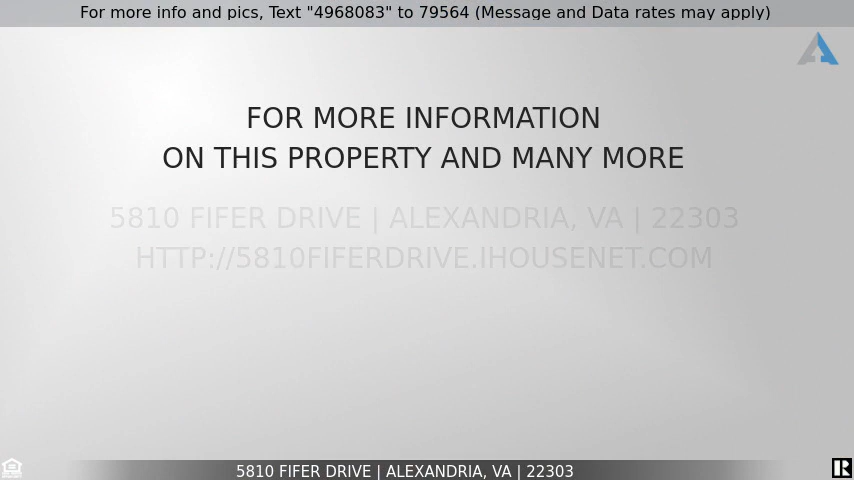 For more info and pics, Text "4968083" to 79564 (Message and Data rates may apply)
FOR MORE INFORMATION
ON THIS PROPERTY AND MANY MORE
5810 FIFER DRIVE | ALEXANDRIA, VA | 22303
HTTP://5810FIFERDRIVE.IHOUSENET.COM
5810 FIFER DRIVE | ALEXANDRIA, VA | 22303